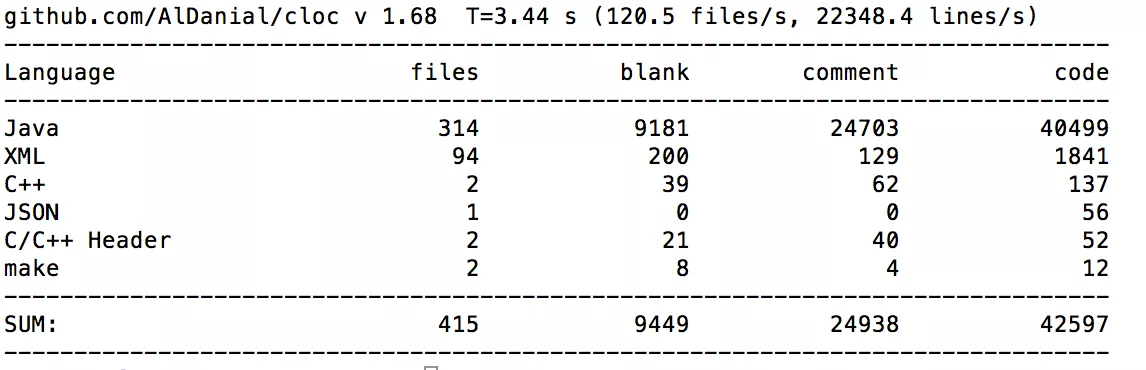 github.com/AlDanial/cloc v 1.68  T=3.44 s (120.5 files/s, 22348.4 lines/s)
--------------------------------------------------------------------------------
Language                      files          blank        comment           code
--------------------------------------------------------------------------------
Java                            314           9181          24703          40499
XML                              94            200            129           1841
C++                               2             39             62            137
JSON                              1              0              0             56
C/C++ Header                      2             21             40             52
make                              2              8              4             12
--------------------------------------------------------------------------------
SUM:                            415           9449          24938          42597
--------------------------------------------------------------------------------